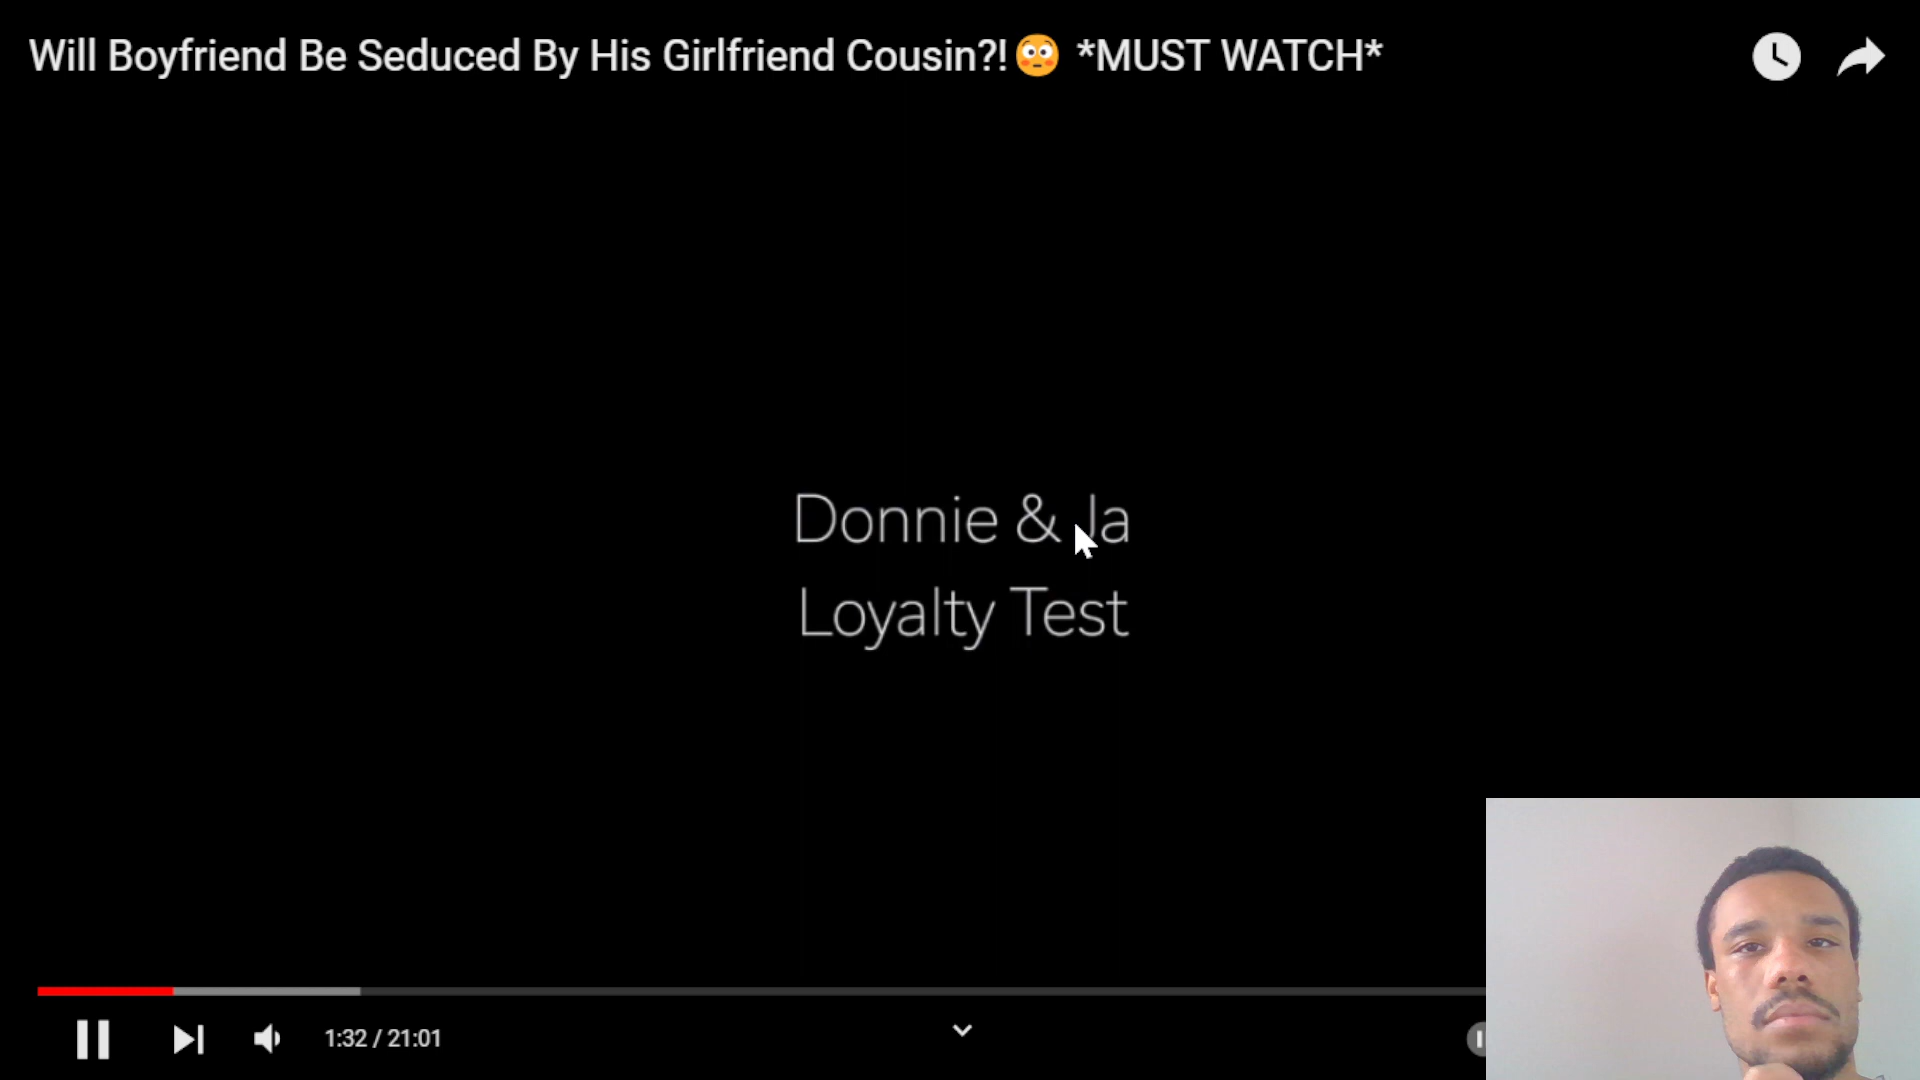 Will Boyfriend Be Seduced By His Girlfriend Cousin?!😳 *MUST WATCH*
Donnie & Ja
Loyalty Test
1:32 / 21:01